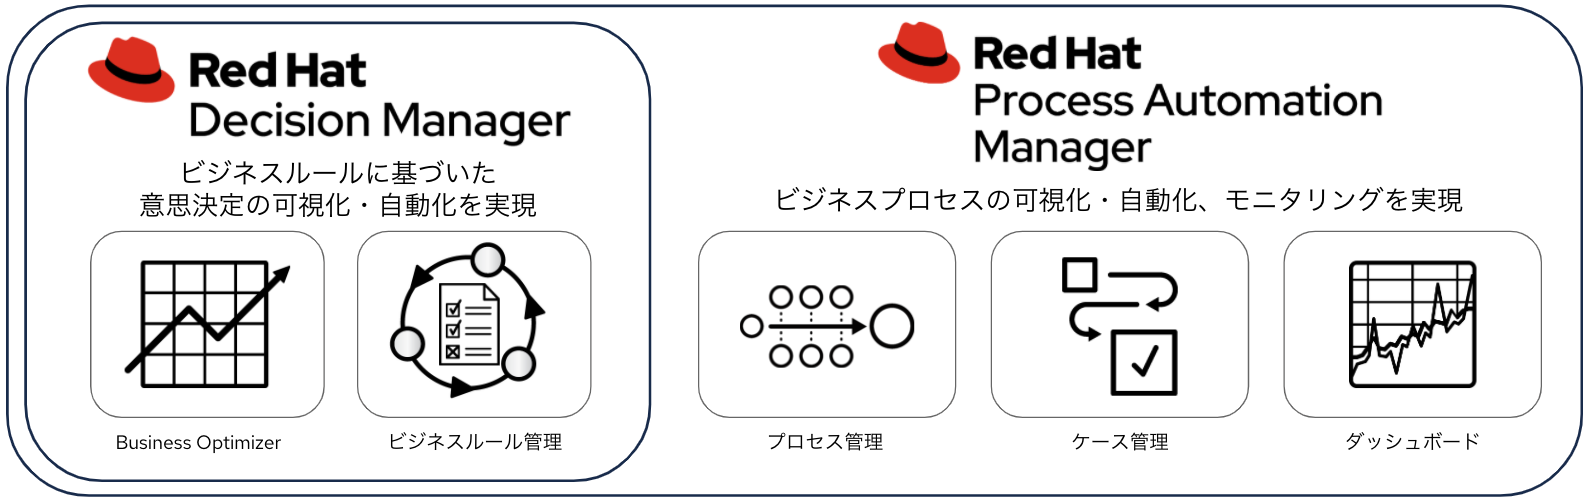 Red Hat
Decision Manager
ビジネスルールに基づいた
意思決定の可視化・自動化を実現
Business Optimizer
ビジネスルール管理
Red Hat
Process Automation
Manager
ビジネスプロセスの可視化・自動化、モニタリングを実現
プロセス管理
ケース管理
ダッシュボード